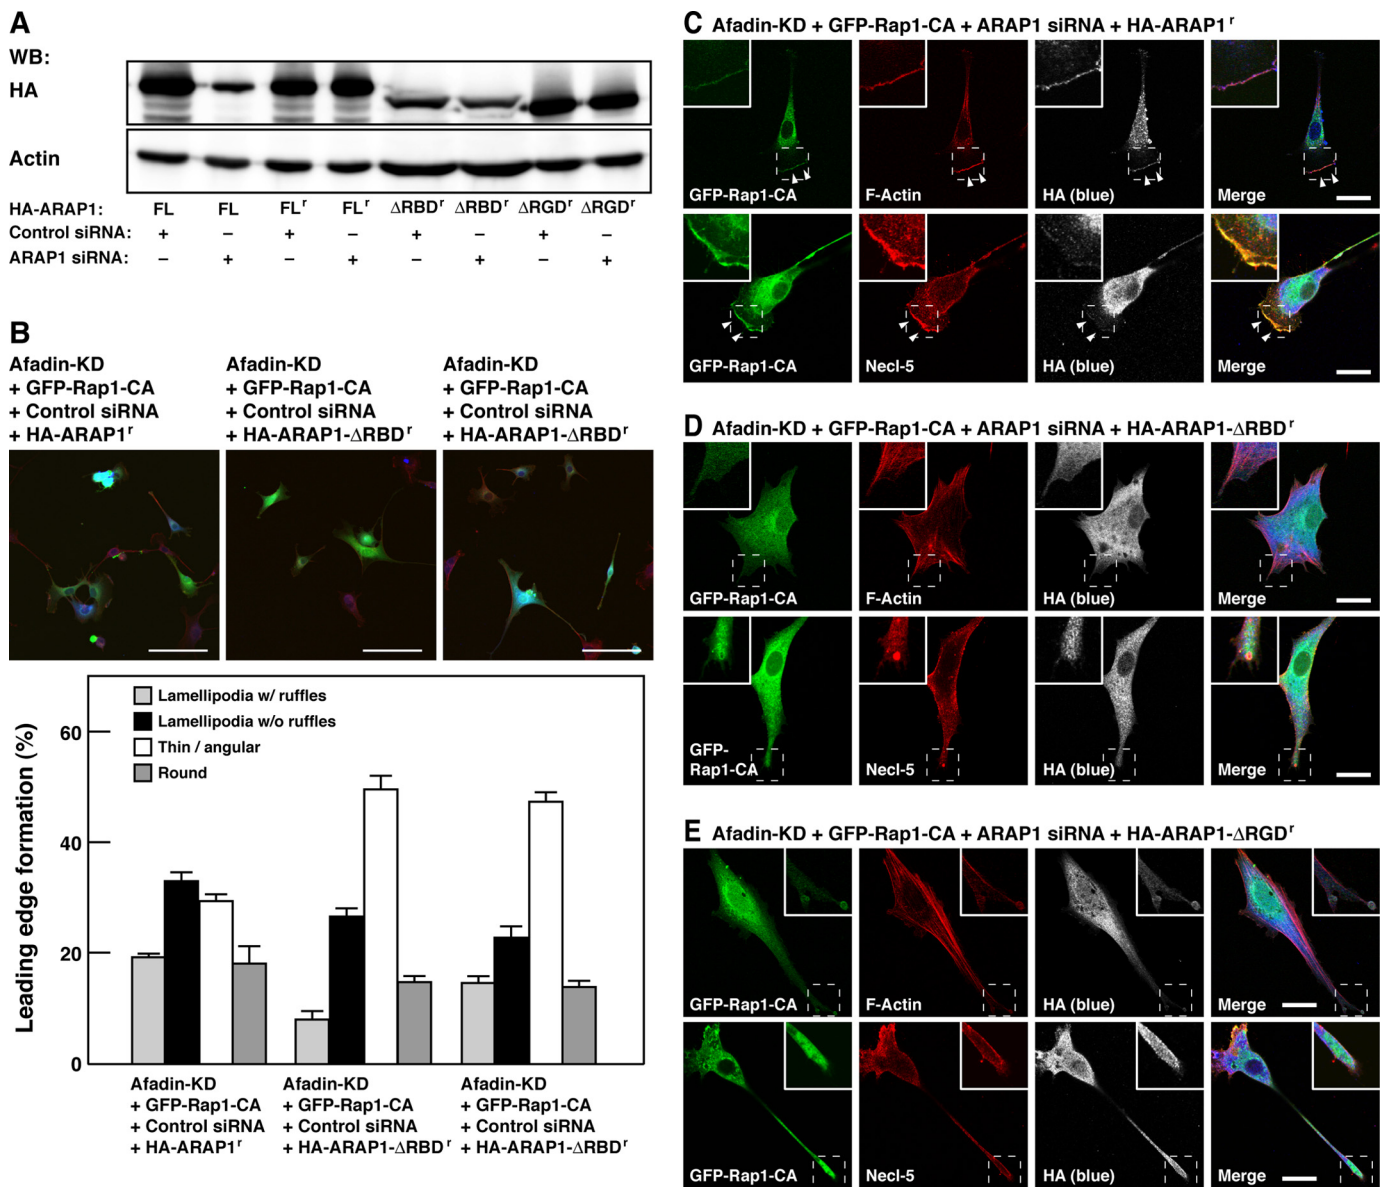 A
WB:
HA
Actin
HA-ARAP1: FL FL FLr FLr ΔRBDr ΔRBDr ΔRGDr ΔRGDr
Control siRNA: + – + – + – + –
ARAP1 siRNA: – + – + – + – +
B
Afadin-KD
+ GFP-Rap1-CA
+ Control siRNA
+ HA-ARAP1r
Afadin-KD
+ GFP-Rap1-CA
+ Control siRNA
+ HA-ARAP1-ΔRBDr
Afadin-KD
+ GFP-Rap1-CA
+ Control siRNA
+ HA-ARAP1-ΔRBDr
Leading edge formation (%)
60
40
20
0
Lamellipodia w/ ruffles
Lamellipodia w/o ruffles
Thin / angular
Round
Afadin-KD
+ GFP-Rap1-CA
+ Control siRNA
+ HA-ARAP1r
Afadin-KD
+ GFP-Rap1-CA
+ Control siRNA
+ HA-ARAP1-ΔRBDr
Afadin-KD
+ GFP-Rap1-CA
+ Control siRNA
+ HA-ARAP1-ΔRBDr
C Afadin-KD + GFP-Rap1-CA + ARAP1 siRNA + HA-ARAP1r
GFP-Rap1-CA F-Actin HA (blue) Merge
GFP-Rap1-CA Necl-5 HA (blue) Merge
D Afadin-KD + GFP-Rap1-CA + ARAP1 siRNA + HA-ARAP1-ΔRBDr
GFP-Rap1-CA F-Actin HA (blue) Merge
GFP-
Rap1-CA Necl-5 HA (blue) Merge
E Afadin-KD + GFP-Rap1-CA + ARAP1 siRNA + HA-ARAP1-ΔRGDr
GFP-Rap1-CA F-Actin HA (blue) Merge
GFP-Rap1-CA Necl-5 HA (blue) Merge